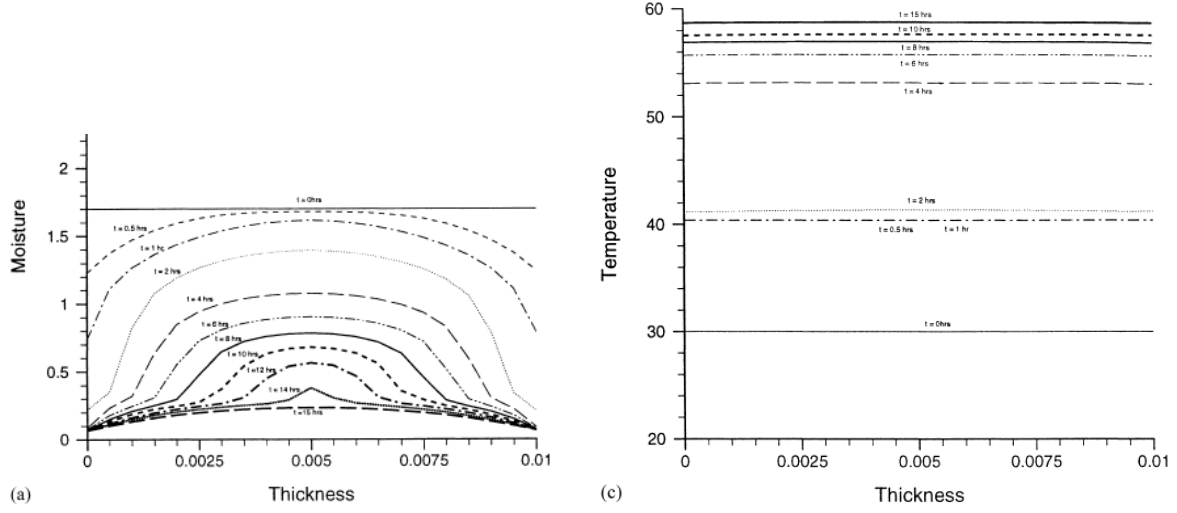 2
1.5
1
0.5
0
Moisture
t = 0hrs
t = 0.5 hrs
t = 1 hr.
t = 2 hrs
t = 4 hrs
t = 6 hrs
t = 8 hrs
t = 10 hrs
t = 12 hrs
t = 14 hrs
t = 15 hrs
0 0.0025 0.005 0.0075 0.01
(a) Thickness
60
50
40
30
20
Temperature
t = 15 hrs
t = 10 hrs
t = 8 hrs
t = 6 hrs
t = 4 hrs
t = 2 hrs
t = 0.5 hrs t = 1 hr
t = 0hrs
0 0.0025 0.005 0.0075 0.01
(c) Thickness